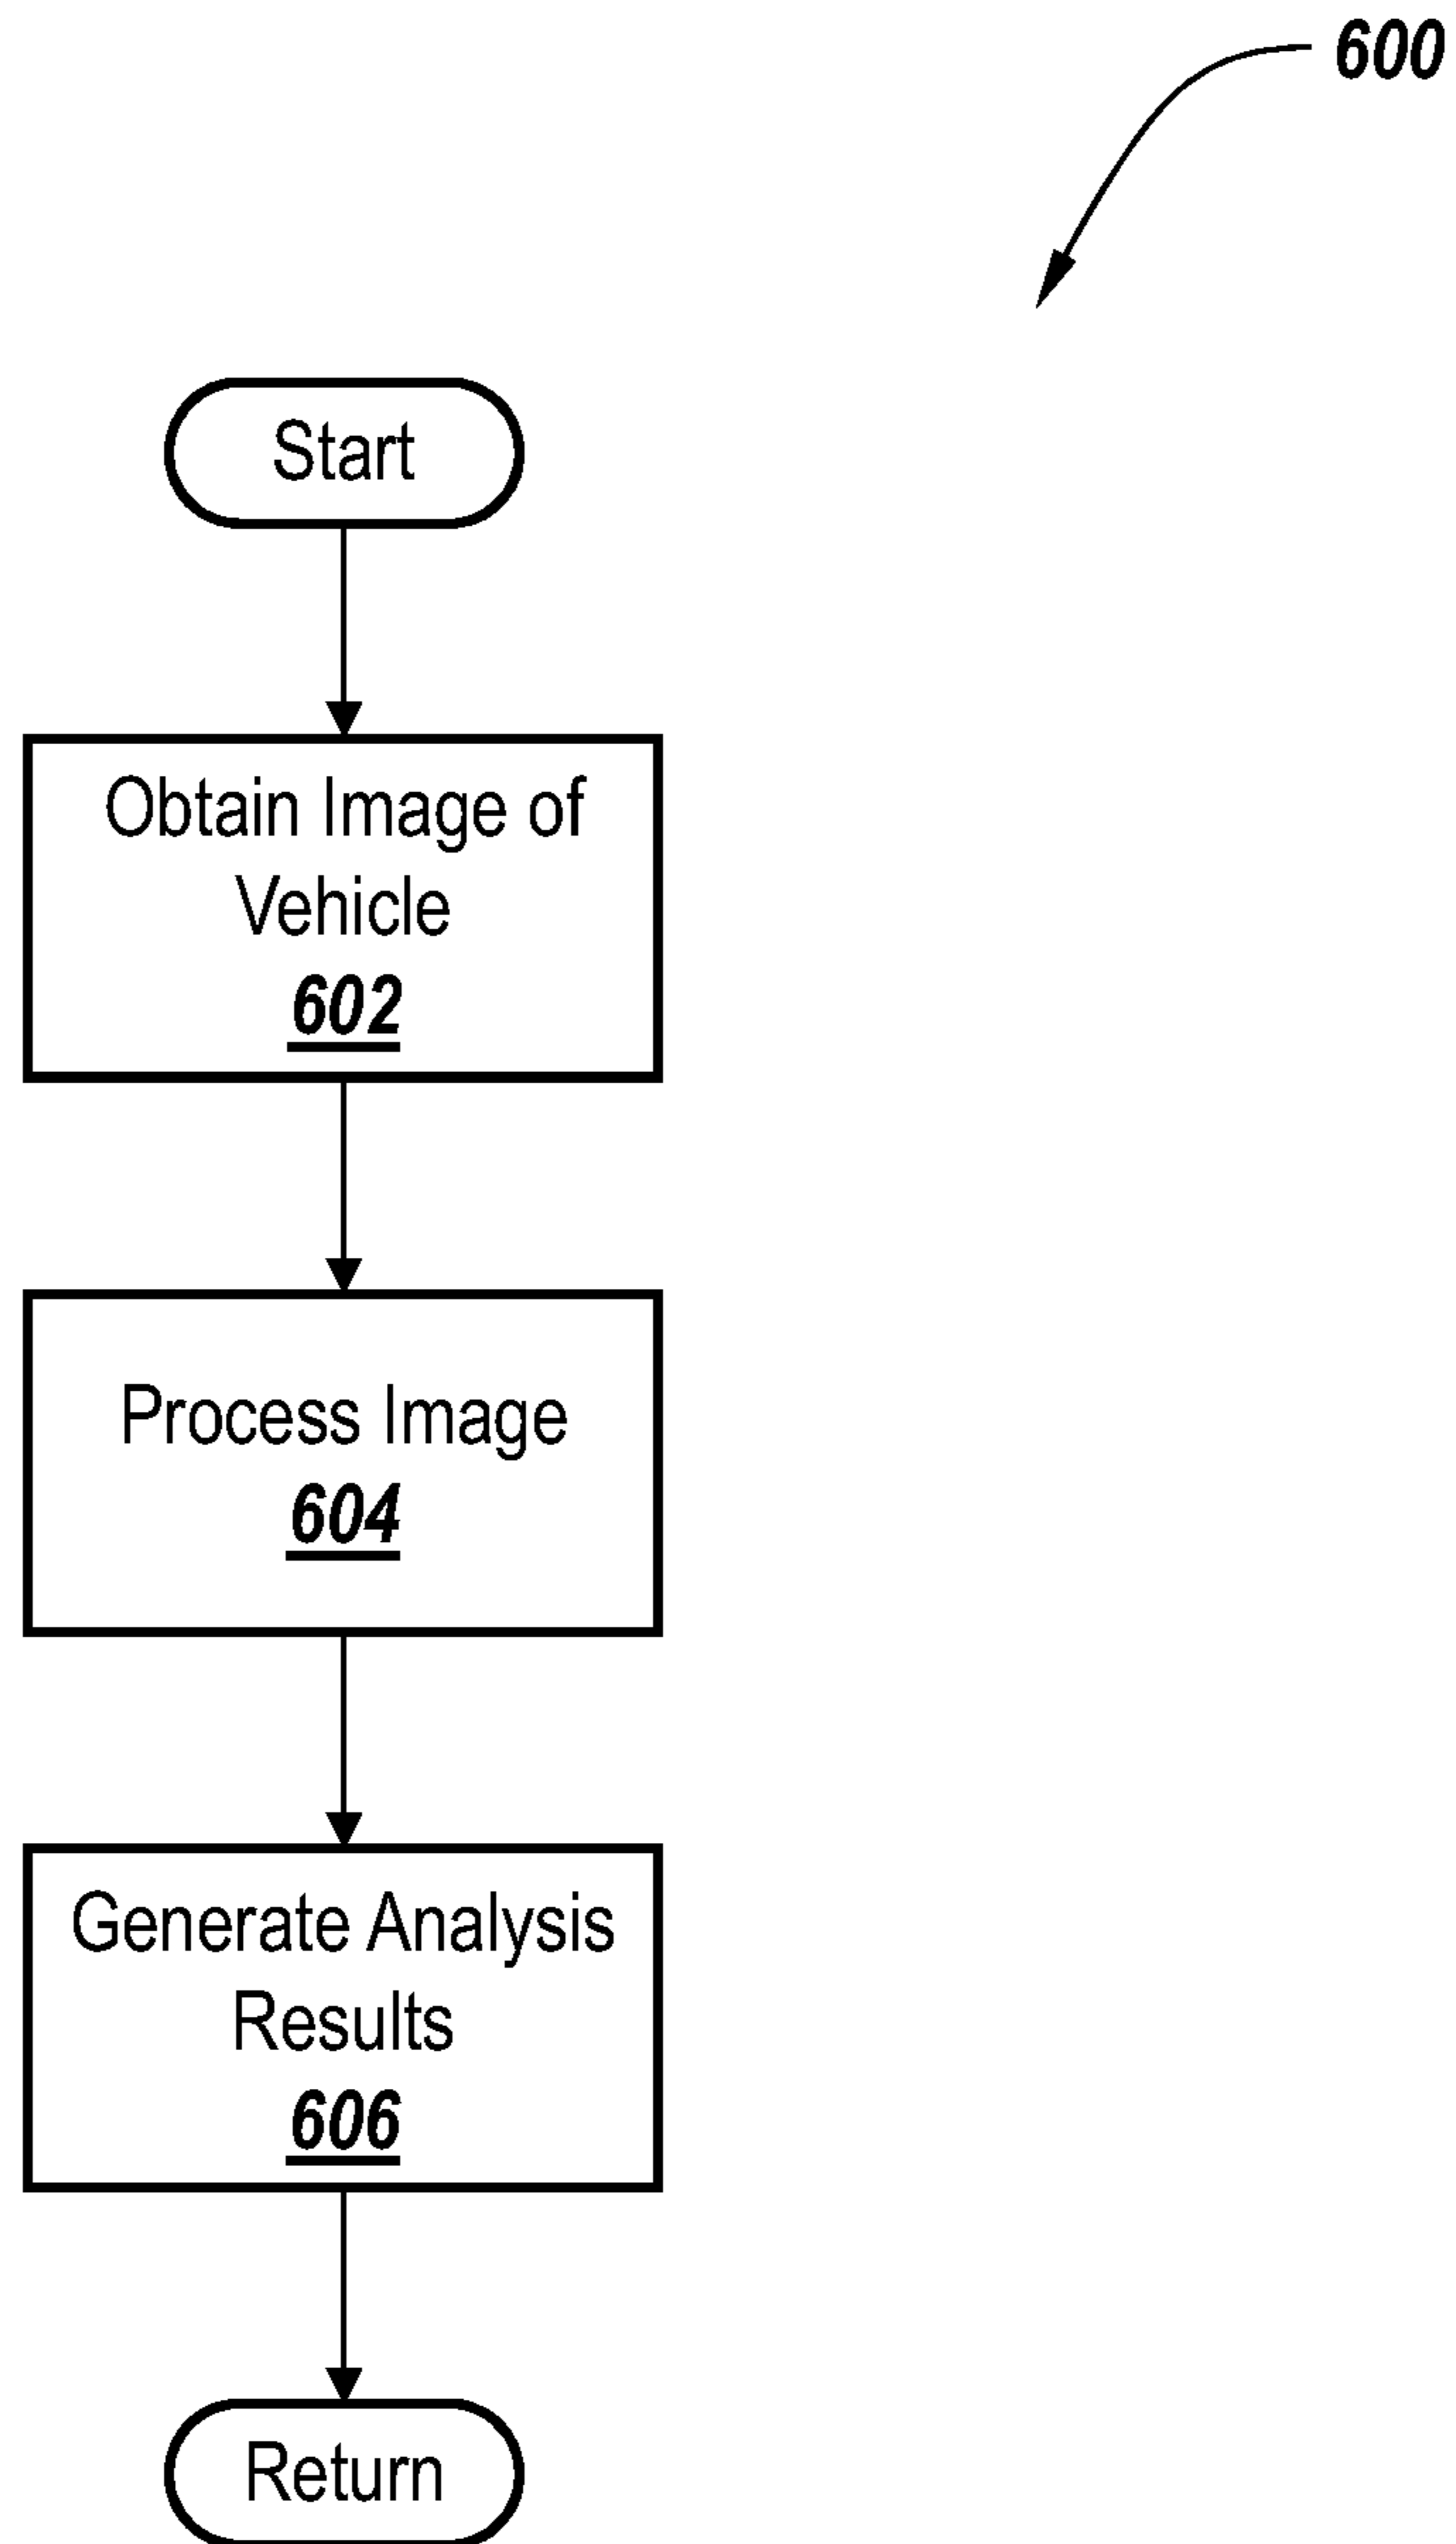 600
Start
Obtain Image of
Vehicle
602
Process Image
604
Generate Analysis
Results
606
Return